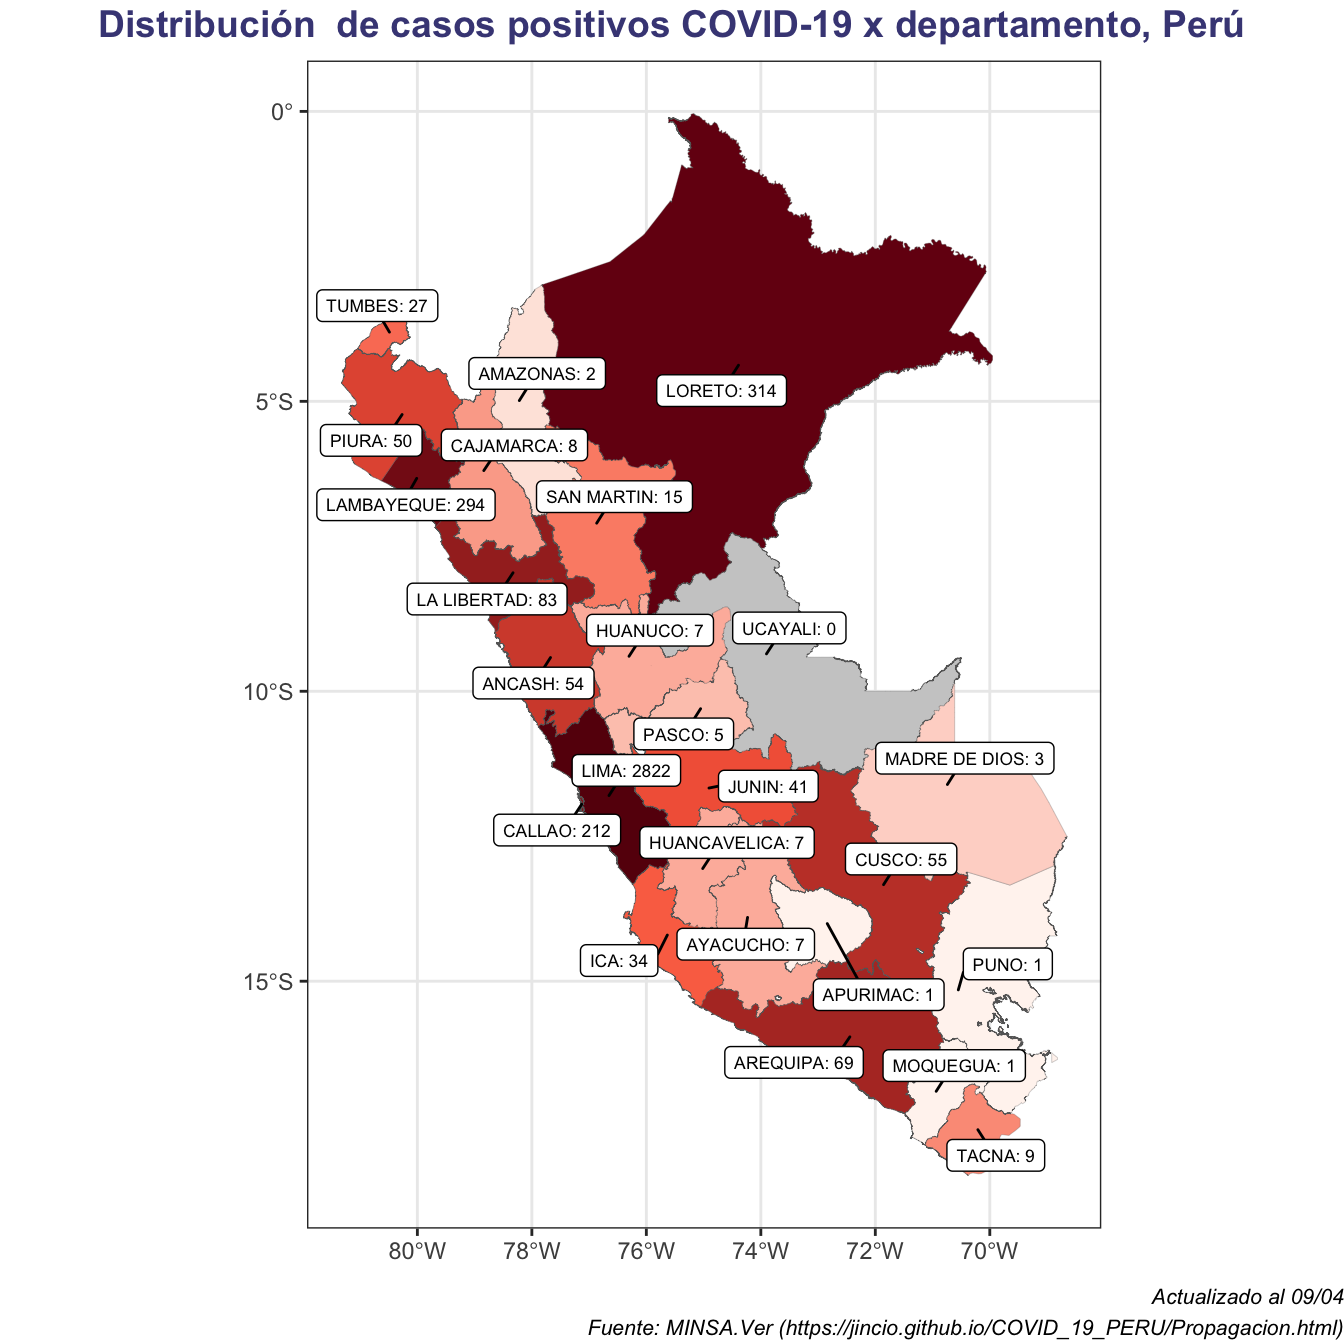 Distribución  de casos positivos COVID-19 x departamento, Perú
0°
TUMBES: 27
AMAZONAS: 2
LORETO: 314
5°S
PIURA: 50
CAJAMARCA: 8
SAN MARTIN: 15
LAMBAYEQUE: 294
LA LIBERTAD: 83
HUANUCO: 7
UCAYALI: 0
ANCASH: 54
10°S
PASCO: 5
MADRE DE DIOS: 3
LIMA: 2822
JUNIN: 41
CALLAO: 212
HUANCAVELICA: 7
CUSCO: 55
AYACUCHO: 7
ICA: 34
PUNO: 1
15°S
APURIMAC: 1
AREQUIPA: 69
MOQUEGUA: 1
TACNA: 9
80°W 78°W 76°W 74°W 72°W 70°W
Actualizado al 09/04
Fuente: MINSA.Ver (https://jincio.github.io/COVID_19_PERU/Propagacion.html)